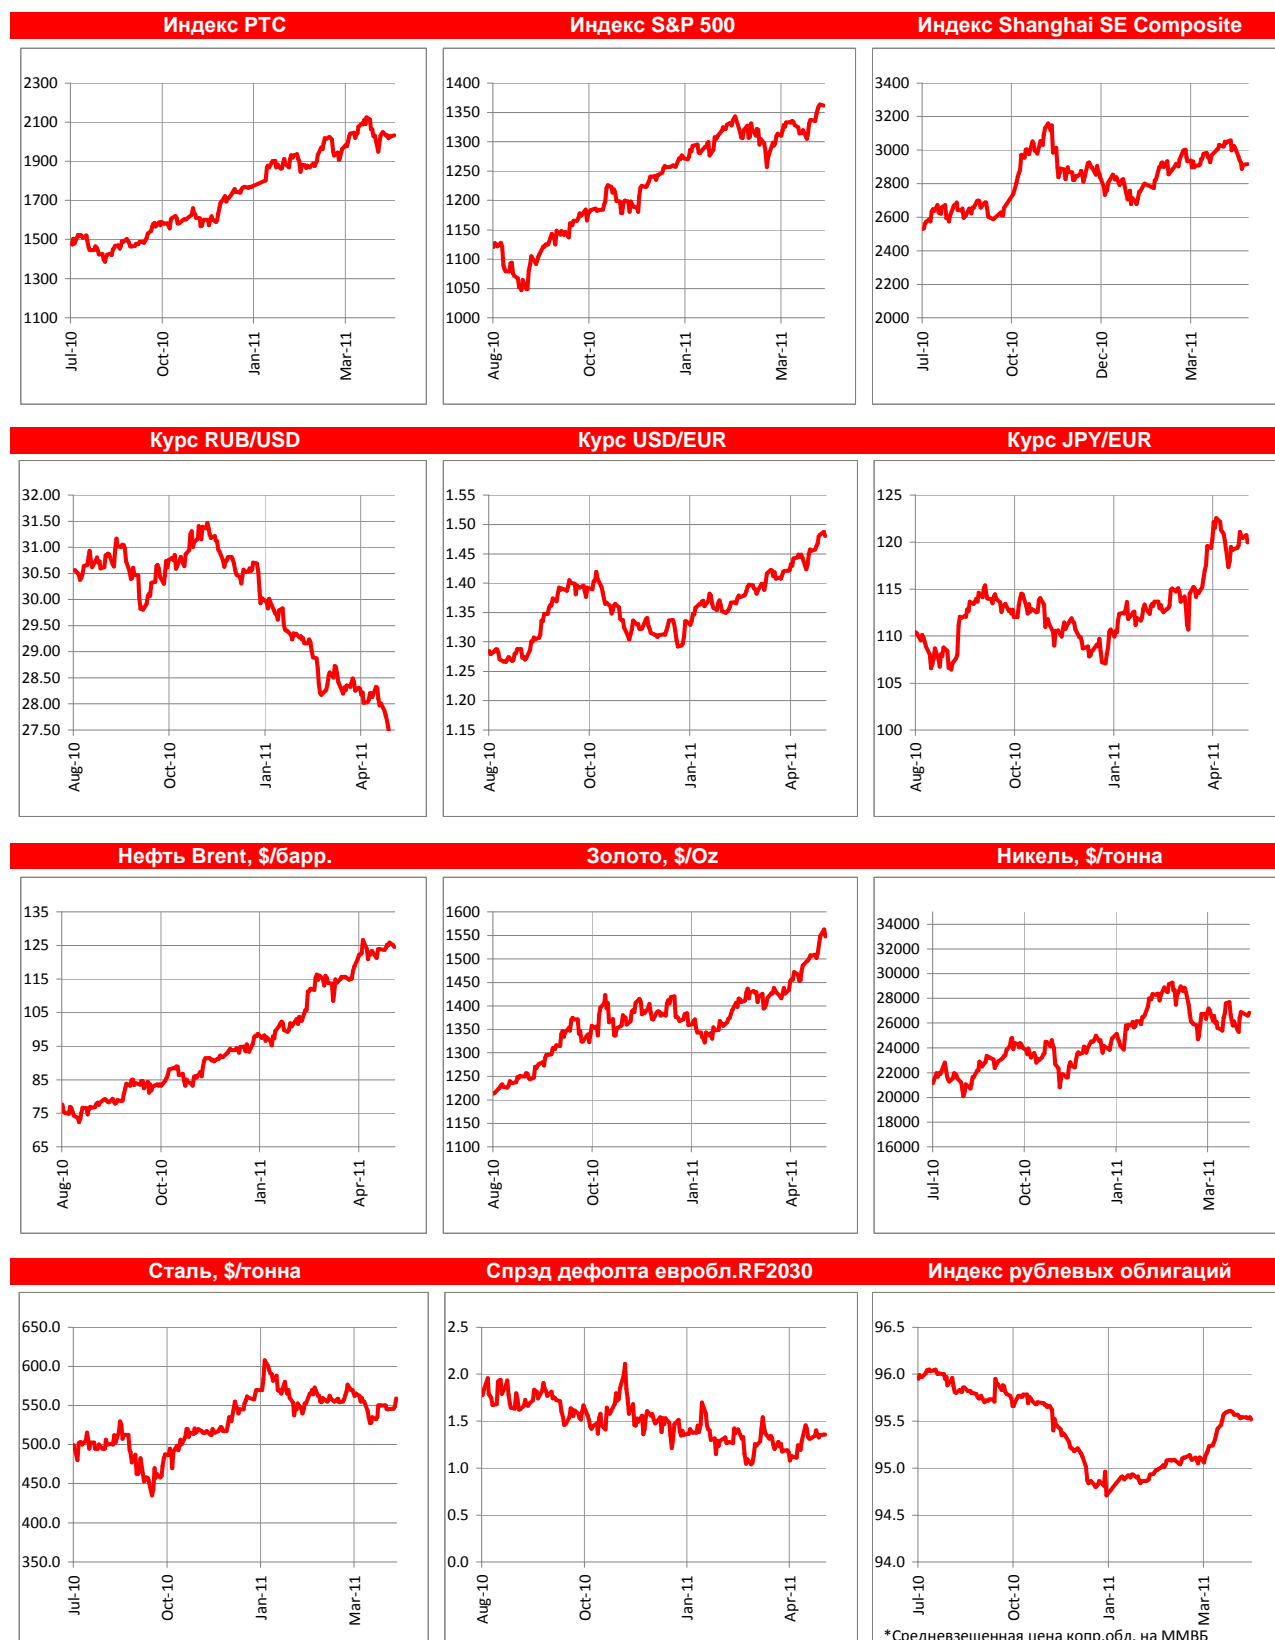 Индекс РТС
Индекс S&P 500
Индекс Shanghai SE Composite
2300
2100
1900
1700
1500
1300
1100
Jul-10
Oct-10
Jan-11
Mar-11
1400
1350
1300
1250
1200
1150
1100
1050
1000
Aug-10
Oct-10
Jan-11
Mar-11
3400
3200
3000
2800
2600
2400
2200
2000
Jul-10
Oct-10
Dec-10
Mar-11
Курс RUB/USD
Курс USD/EUR
Курс JPY/EUR
32.00
31.50
31.00
30.50
30.00
29.50
29.00
28.50
28.00
27.50
Aug-10
Oct-10
Jan-11
Apr-11
1.55
1.50
1.45
1.40
1.35
1.30
1.25
1.20
1.15
Aug-10
Oct-10
Jan-11
Apr-11
125
120
115
110
105
100
Aug-10
Oct-10
Jan-11
Apr-11
Нефть Brent, $/барр.
Золото, $/Oz
Никель, $/тонна
135
125
115
105
95
85
75
65
Aug-10
Oct-10
Jan-11
Apr-11
1600
1550
1500
1450
1400
1350
1300
1250
1200
1150
1100
Aug-10
Oct-10
Jan-11
Apr-11
34000
32000
30000
28000
26000
24000
22000
20000
18000
16000
Jul-10
Oct-10
Jan-11
Mar-11
Сталь, $/тонна
Спрэд дефолта евробл.RF2030
Индекс рублевых облигаций
650.0
600.0
550.0
500.0
450.0
400.0
350.0
Jul-10
Oct-10
Jan-11
Mar-11
2.5
2.0
1.5
1.0
0.5
0.0
Aug-10
Oct-10
Jan-11
Apr-11
96.5
96.0
95.5
95.0
94.5
94.0
Jul-10
Oct-10
Jan-11
Mar-11
*Средневзешенная цена копр.обл. на ММВБ